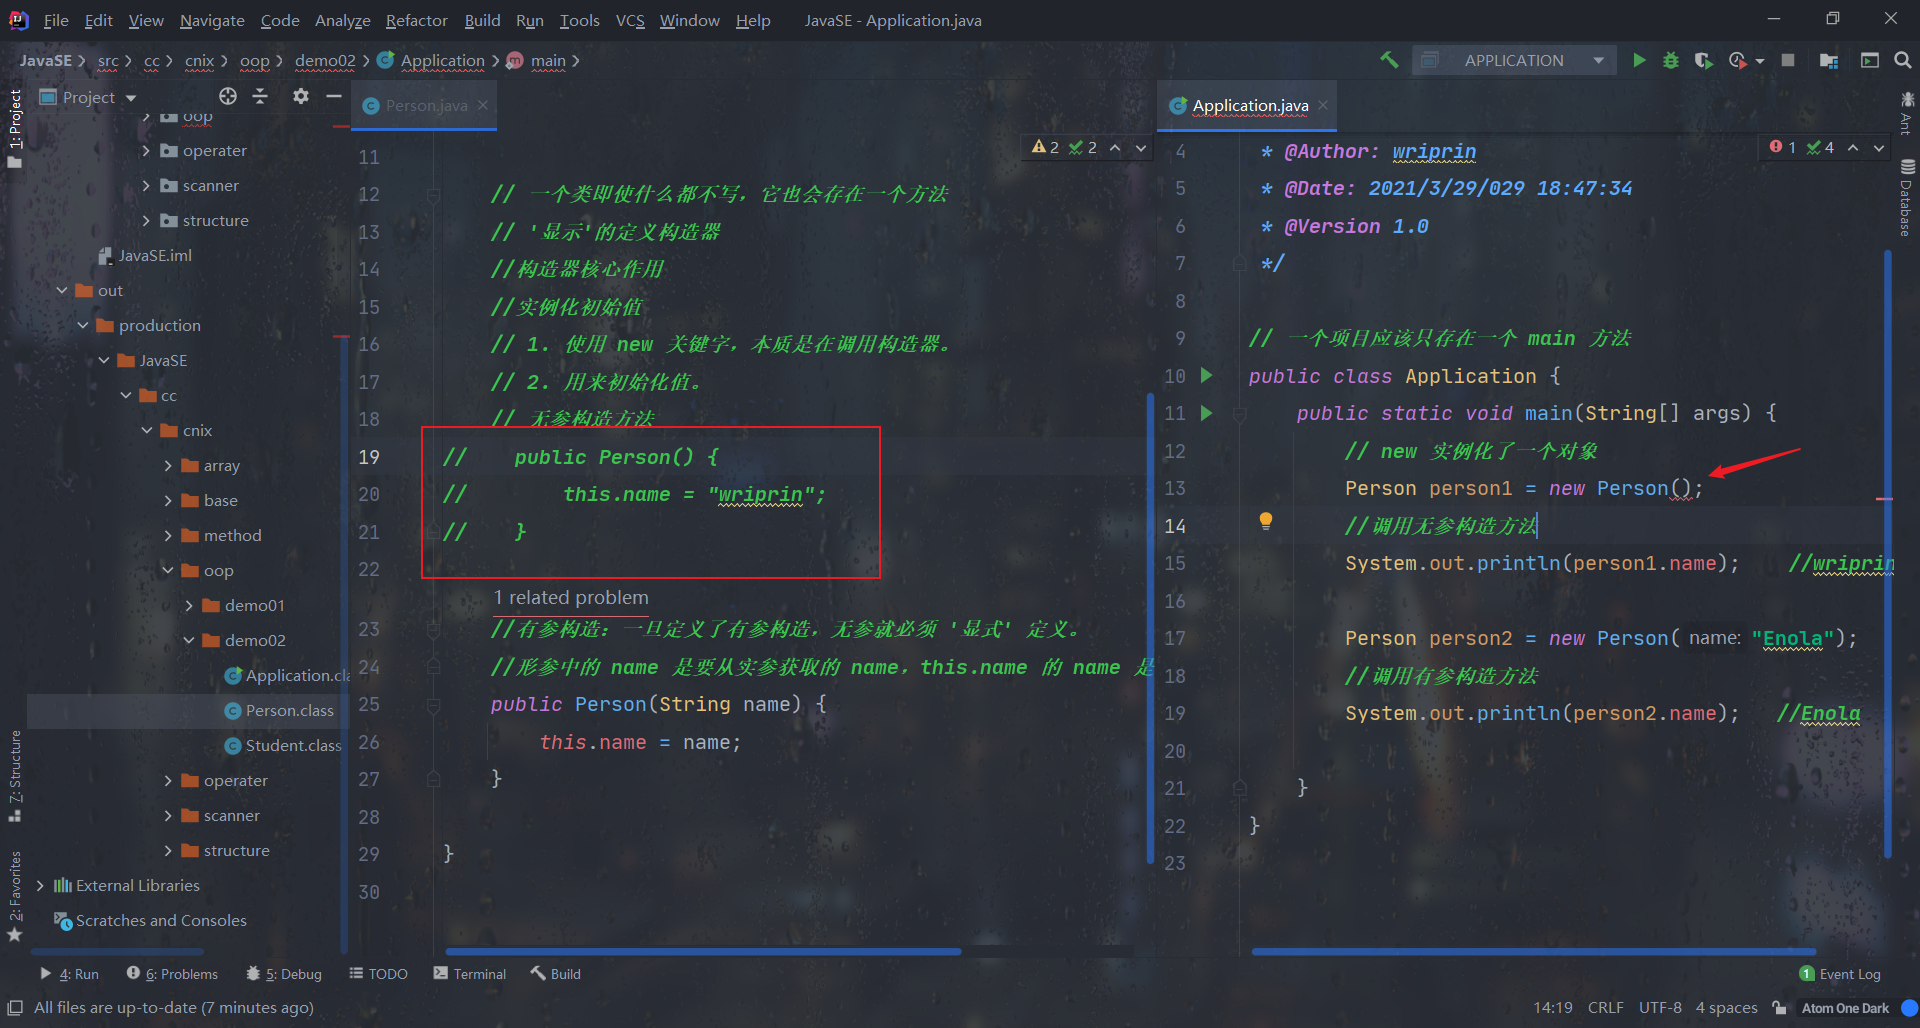 File Edit View Navigate Code Analyze Refactor Build Run Tools VCS Window Help JavaSE - Application.java
JavaSE src cc cnix oop demo02 Application main
APPLICATION
1: Project
Project
oop
operater
scanner
structure
JavaSE.iml
out
production
JavaSE
cc
cnix
array
base
method
oop
demo01
demo02
Application.cla
Person.class
Student.class
operater
scanner
structure
External Libraries
Scratches and Consoles
7: Structure
2: Favorites
Person.java
2 2
11
12 // 一个类即使什么都不写，它也会存在一个方法
13 // '显示'的定义构造器
14 //构造器核心作用
15 //实例化初始值
16 // 1. 使用 new 关键字，本质是在调用构造器。
17 // 2. 用来初始化值。
18 // 无参构造方法
19 // public Person() {
20 // this.name = "wriprin";
21 // }
22
1 related problem
23 //有参构造：一旦定义了有参构造，无参就必须 '显式' 定义。
24 //形参中的 name 是要从实参获取的 name，this.name 的 name 是
25 public Person(String name) {
26 this.name = name;
27 }
28
29 }
30
Application.java
1 4
4 * @Author: wriprin
5 * @Date: 2021/3/29/029 18:47:34
6 * @Version 1.0
7 */
8
9 // 一个项目应该只存在一个 main 方法
10 public class Application {
11 public static void main(String[] args) {
12 // new 实例化了一个对象
13 Person person1 = new Person();
14 //调用无参构造方法
15 System.out.println(person1.name); //wriprin
16
17 Person person2 = new Person( name: "Enola");
18 //调用有参构造方法
19 System.out.println(person2.name); //Enola
20
21 }
22 }
23
Ant
Database
4: Run 6: Problems 5: Debug TODO Terminal Build 1 Event Log
All files are up-to-date (7 minutes ago) 14:19 CRLF UTF-8 4 spaces Atom One Dark